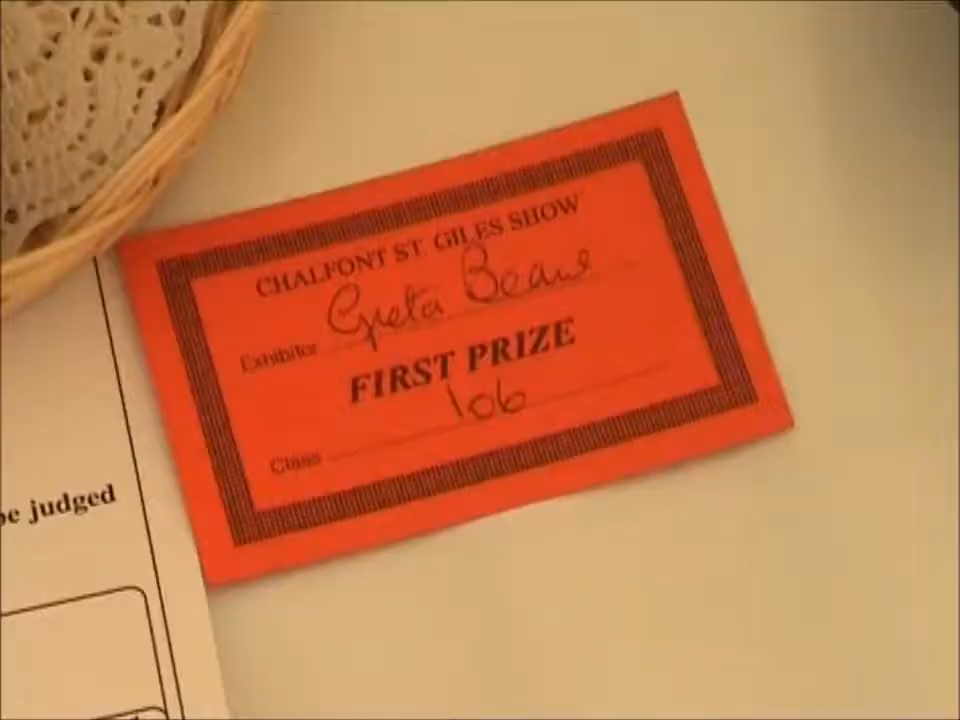 CHALFONT ST. GILES SHOW
Exhibitor Greta Beane
FIRST PRIZE
Class 106
be judged